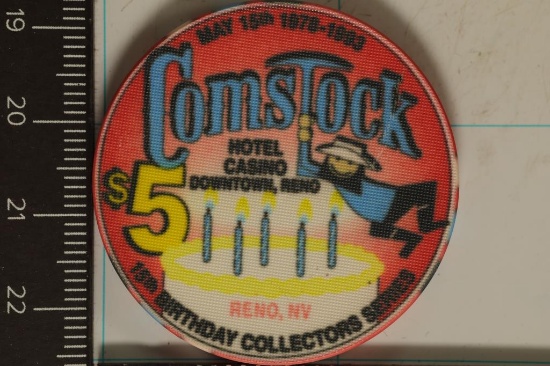 MAY 15th 1978-1993
Comstock
HOTEL
CASINO
DOWNTOWN, RENO
$5
RENO, NV
15th BIRTHDAY COLLECTORS SERIES
19
20
21
22